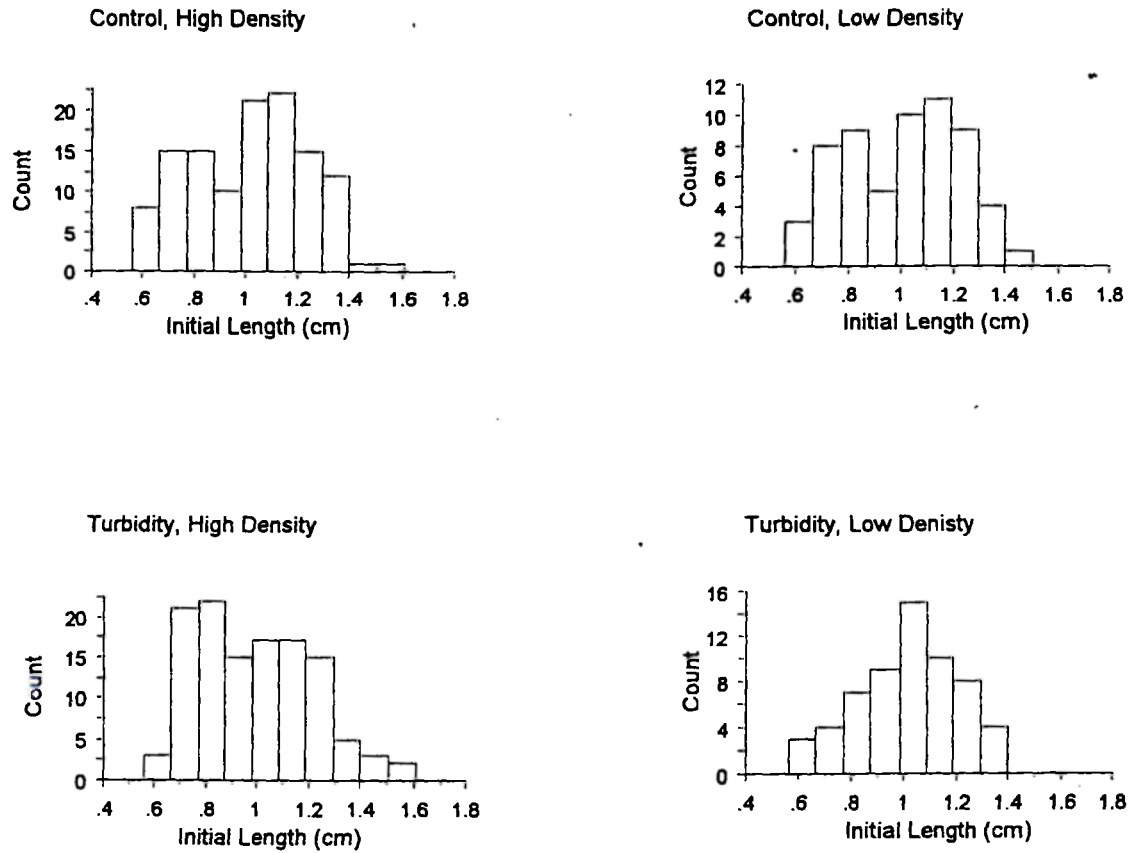 Control, High Density
20
15
10
5
0
Count
.4 .6 .8 1 1.2 1.4 1.6 1.8
Initial Length (cm)
Control, Low Density
12
10
8
6
4
2
0
Count
.4 .6 .8 1 1.2 1.4 1.6 1.8
Initial Length (cm)
Turbidity, High Density
20
15
10
5
0
Count
.4 .6 .8 1 1.2 1.4 1.6 1.8
Initial Length (cm)
Turbidity, Low Denisty
16
12
8
4
0
Count
.4 .6 .8 1 1.2 1.4 1.6 1.8
Initial Length (cm)